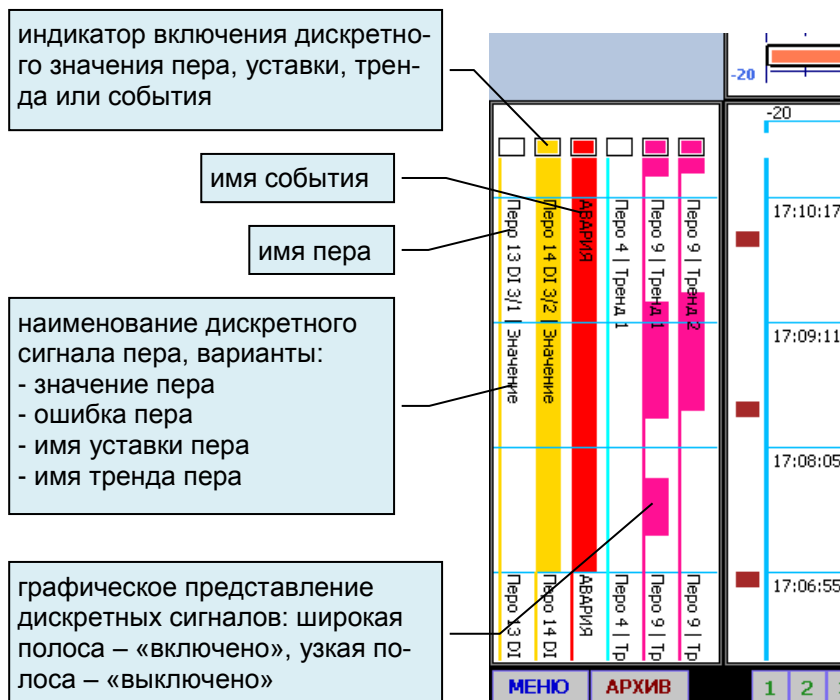 индикатор включения дискретно-
го значения пера, уставки, трен-
да или события
имя события
имя пера
наименование дискретного
сигнала пера, варианты:
- значение пера
- ошибка пера
- имя уставки пера
- имя тренда пера
графическое представление
дискретных сигналов: широкая
полоса – «включено», узкая по-
лоса – «выключено»
-20
-20
Перо 13 DI 3/1 | Значение
Перо 14 DI 3/2 | Значение
АВАРИЯ
Перо 4 | Тренд 1
Перо 9 | Тренд 1
Перо 9 | Тренд 2
17:10:17
17:09:11
17:08:05
17:06:55
Перо 13 DI
Перо 14 DI
АВАРИЯ
Перо 4 | Тр
Перо 9 | Тр
Перо 9 | Тр
МЕНЮ
АРХИВ
1
2